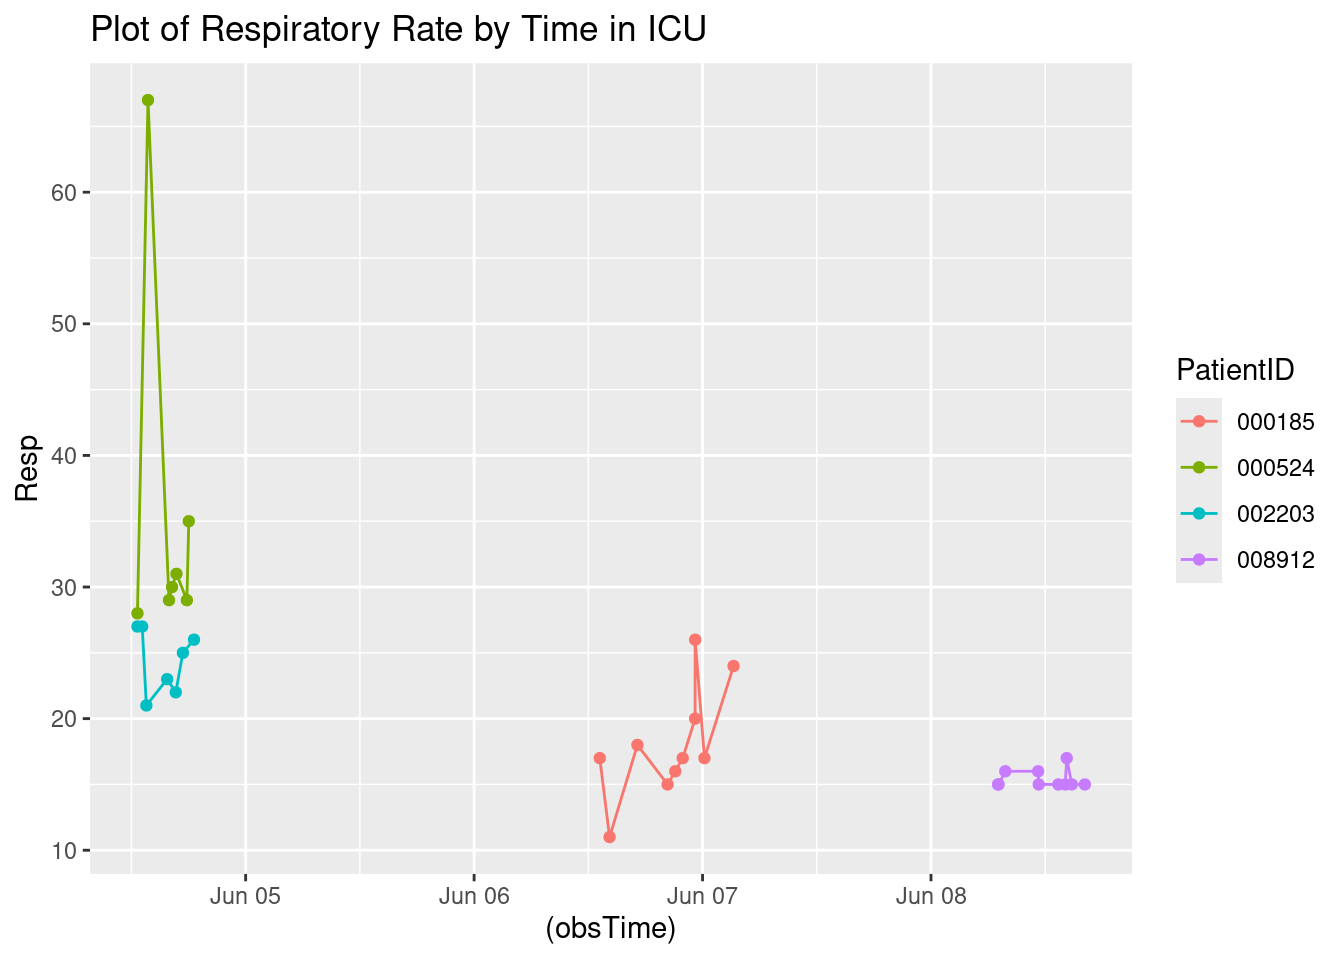 Plot of Respiratory Rate by Time in ICU
60
50
40
30
20
10
Resp
Jun 05
Jun 06
Jun 07
Jun 08
(obsTime)
PatientID
000185
000524
002203
008912